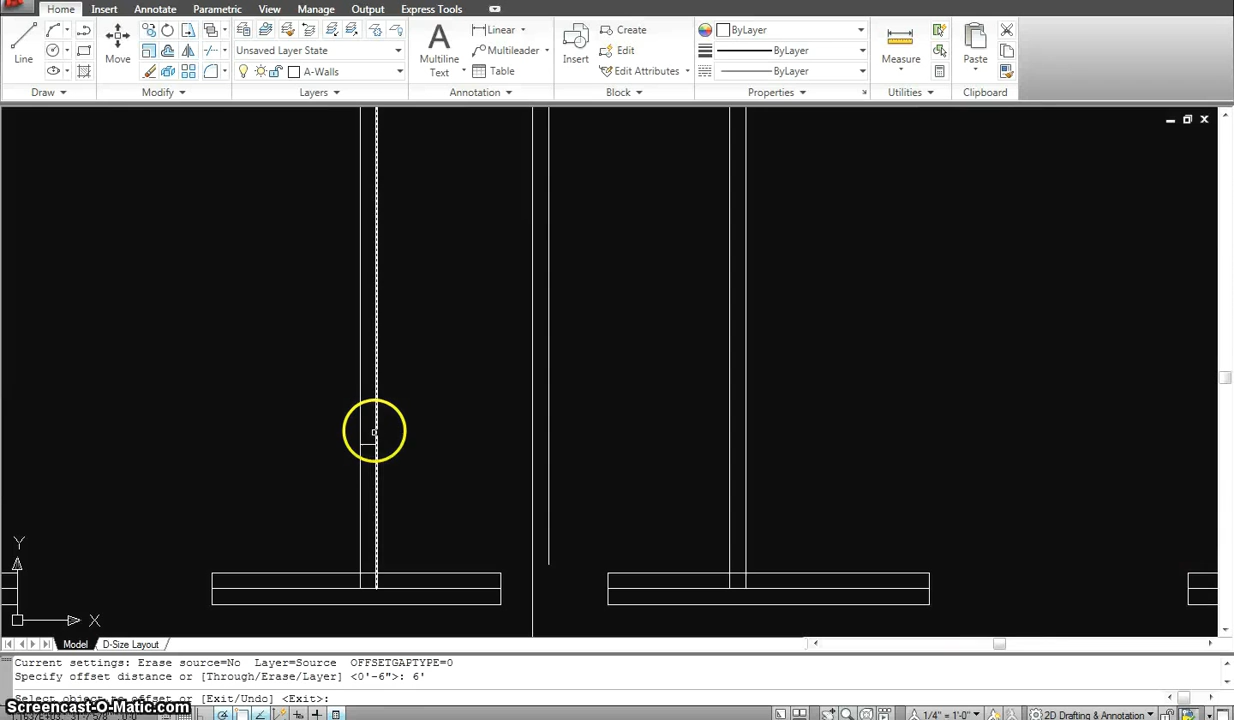 Home Insert Annotate Parametric View Manage Output Express Tools
Line Move Unsaved Layer State A-Walls Multiline Text Linear Multileader Table Insert Create Edit Edit Attributes ByLayer ByLayer ByLayer Measure Paste
Draw Modify Layers Annotation Block Properties Utilities Clipboard
Y
X
Model D-Size Layout
Current settings: Erase source=No Layer=Source OFFSETGAPTYPE=0
Specify offset distance or [Through/Erase/Layer] <0'-6">: 6'
Select object to offset or [Exit/Undo] <Exit>:
Screencast-O-Matic.com
1/4" = 1'-0" 2D Drafting & Annotation